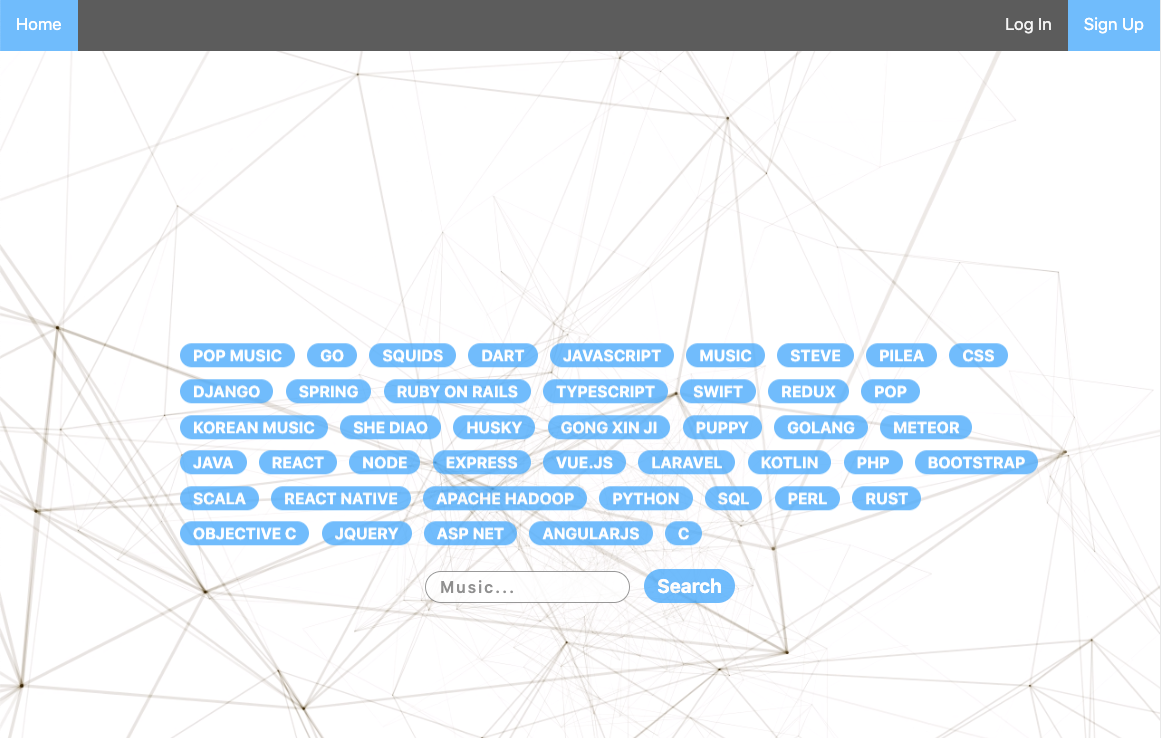 Home Log In Sign Up
POP MUSIC GO SQUIDS DART JAVASCRIPT MUSIC STEVE PILEA CSS
DJANGO SPRING RUBY ON RAILS TYPESCRIPT SWIFT REDUX POP
KOREAN MUSIC SHE DIAO HUSKY GONG XIN JI PUPPY GOLANG METEOR
JAVA REACT NODE EXPRESS VUE.JS LARAVEL KOTLIN PHP BOOTSTRAP
SCALA REACT NATIVE APACHE HADOOP PYTHON SQL PERL RUST
OBJECTIVE C JQUERY ASP NET ANGULARJS C
Music... Search